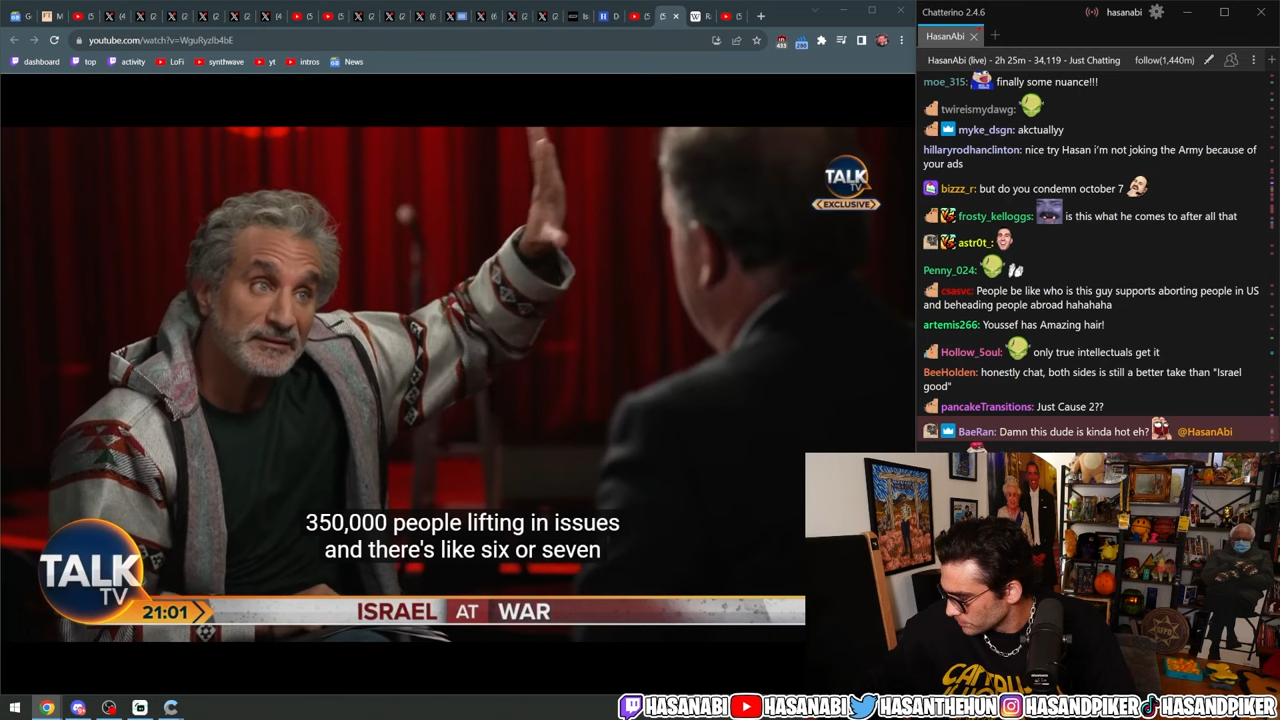 Chatterino 2.4.6
hasanabi
youtube.com/watch?v=WguRyzIb4bE
HasanAbi
dashboard
top
activity
LoFi
synthwave
yt
intros
News
HasanAbi (live) - 2h 25m - 34,119 - Just Chatting
follow(1,440m)
moe_315: finally some nuance!!!
twireismydawg:
myke_dsgn: akctuallyy
hillaryrodhanclinton: nice try Hasan i'm not joking the Army because of
your ads
bizzz_r: but do you condemn october 7
frosty_kelloggs: is this what he comes to after all that
astr0t_:
Penny_024:
csasvc: People be like who is this guy supports aborting people in US
and beheading people abroad hahahaha
artemis266: Youssef has Amazing hair!
Hollow_5oul: only true intellectuals get it
BeeHolden: honestly chat, both sides is still a better take than "Israel
good"
pancakeTransitions: Just Cause 2??
BaeRan: Damn this dude is kinda hot eh? @HasanAbi
TALK
TV
EXCLUSIVE
350,000 people lifting in issues
and there's like six or seven
TALK
TV
21:01
ISRAEL AT WAR
HASANABI
HASANABI
HASANTHEHUN
HASANDPIKER
HASANDPIKER